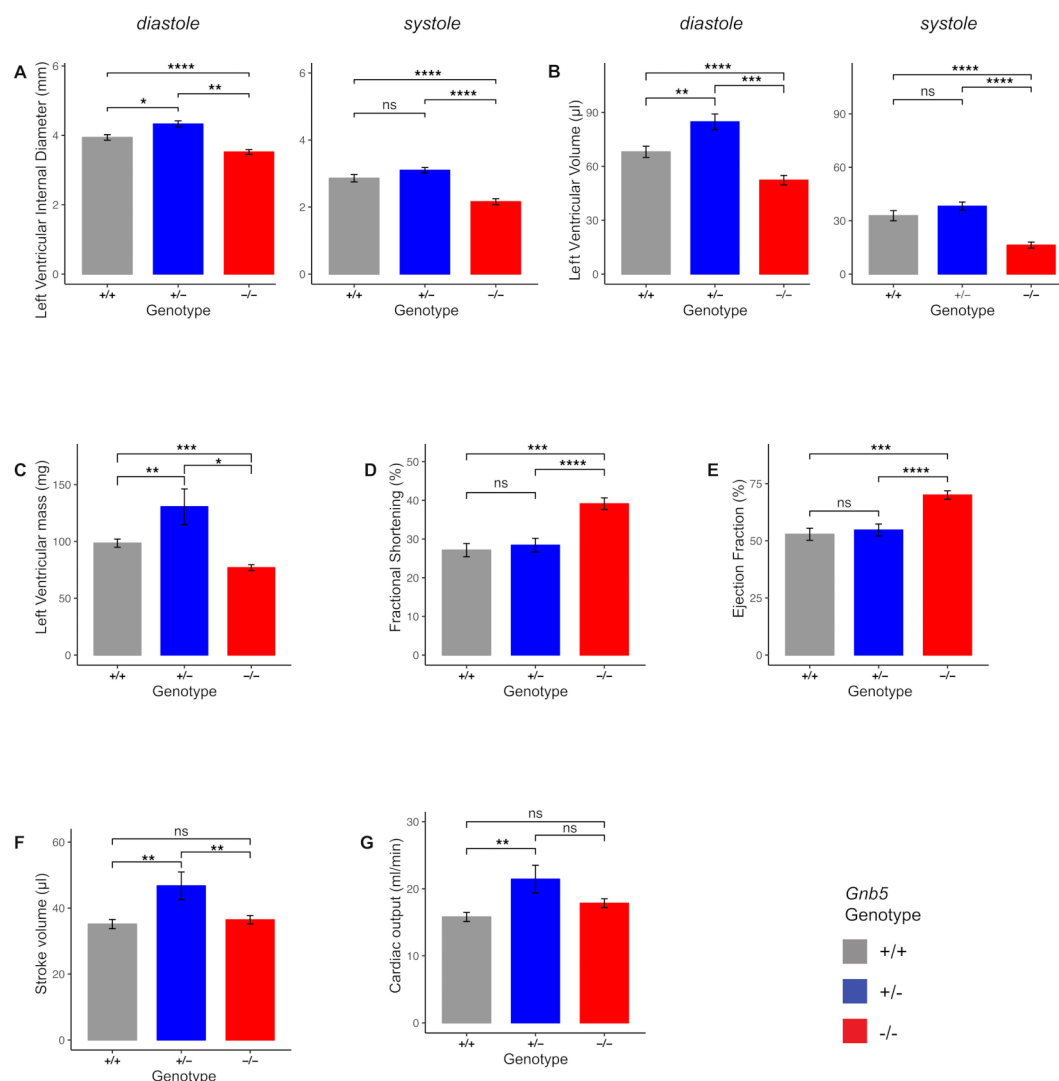 diastole
systole
diastole
systole
A
Left Ventricular Internal Diameter (mm)
6
4
2
0
****
*
**
+/+
+/−
−/−
Genotype
6
4
2
0
****
ns
****
+/+
+/−
−/−
Genotype
B
Left Ventricular Volume (µl)
90
60
30
0
****
**
***
+/+
+/−
−/−
Genotype
90
60
30
0
****
ns
****
+/+
+/−
−/−
Genotype
C
Left Ventricular mass (mg)
150
100
50
0
***
**
*
+/+
+/−
−/−
Genotype
D
Fractional Shortening (%)
50
40
30
20
10
0
***
ns
****
+/+
+/−
−/−
Genotype
E
Ejection Fraction (%)
75
50
25
0
***
ns
****
+/+
+/−
−/−
Genotype
F
Stroke volume (µl)
60
40
20
0
ns
**
**
+/+
+/−
−/−
Genotype
G
Cardiac output (ml/min)
30
20
10
0
ns
**
ns
+/+
+/−
−/−
Genotype
Gnb5
Genotype
+/+
+/-
-/-